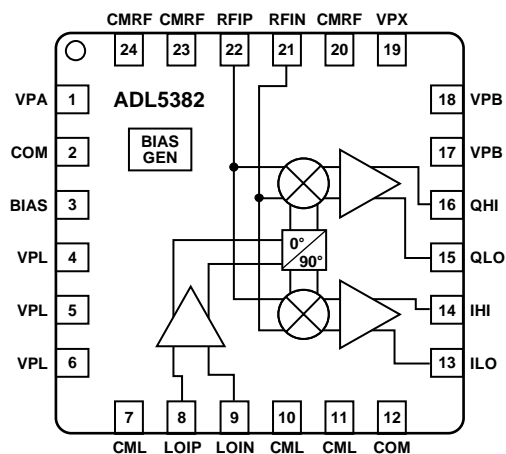 CMRF CMRF RFIP RFIN CMRF VPX
24 23 22 21 20 19
VPA 1 ADL5382 18 VPB
BIAS
GEN
COM 2 17 VPB
BIAS 3 16 QHI
VPL 4 0° 15 QLO
90°
VPL 5 14 IHI
VPL 6 13 ILO
7 8 9 10 11 12
CML LOIP LOIN CML CML COM